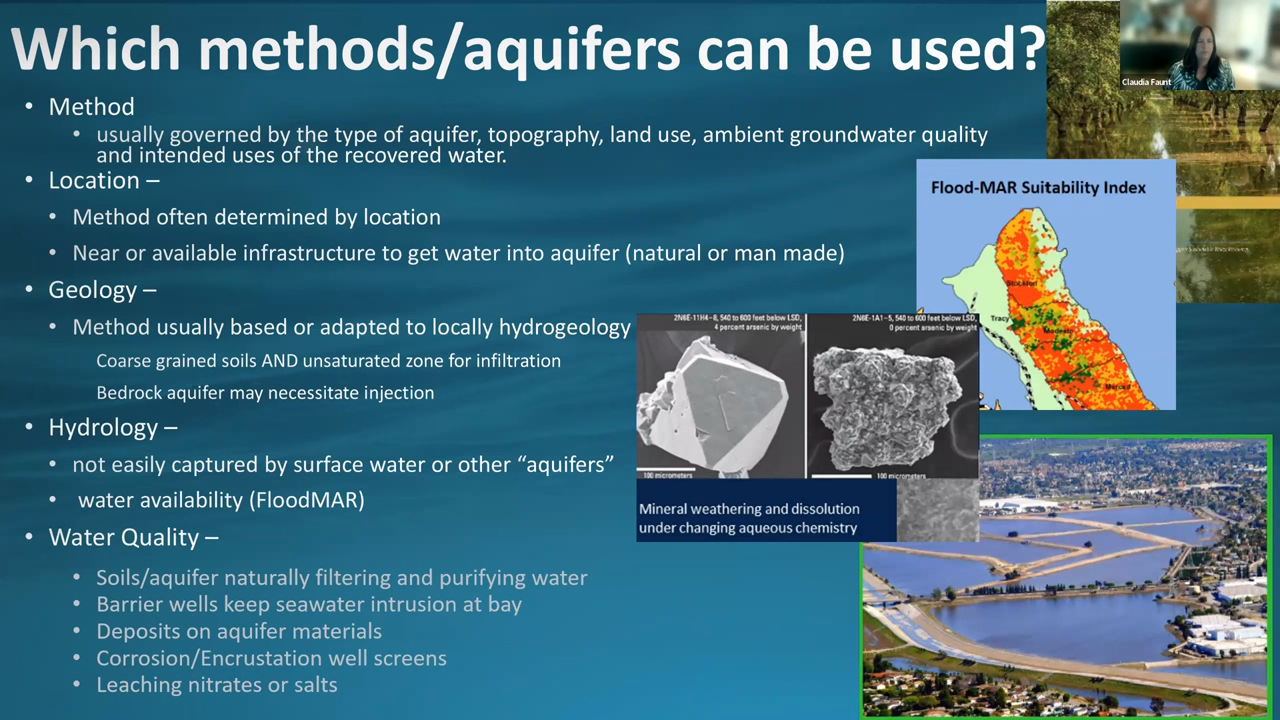 Which methods/aquifers can be used?
Claudia Faunt
• Method
• usually governed by the type of aquifer, topography, land use, ambient groundwater quality
and intended uses of the recovered water.
• Location –
• Method often determined by location
• Near or available infrastructure to get water into aquifer (natural or man made)
• Geology –
• Method usually based or adapted to locally hydrogeology
Coarse grained soils AND unsaturated zone for infiltration
Bedrock aquifer may necessitate injection
• Hydrology –
• not easily captured by surface water or other “aquifers”
• water availability (FloodMAR)
• Water Quality –
• Soils/aquifer naturally filtering and purifying water
• Barrier wells keep seawater intrusion at bay
• Deposits on aquifer materials
• Corrosion/Encrustation well screens
• Leaching nitrates or salts
Flood-MAR Suitability Index
Stockton
Tracy
Modesto
Merced
2N6E-11H4-8, 540 to 600 feet below LSD,
4 percent arsenic by weight
100 micrometers
2N6E-1A1-5, 540 to 600 feet below LSD,
0 percent arsenic by weight
100 micrometers
Mineral weathering and dissolution
under changing aqueous chemistry